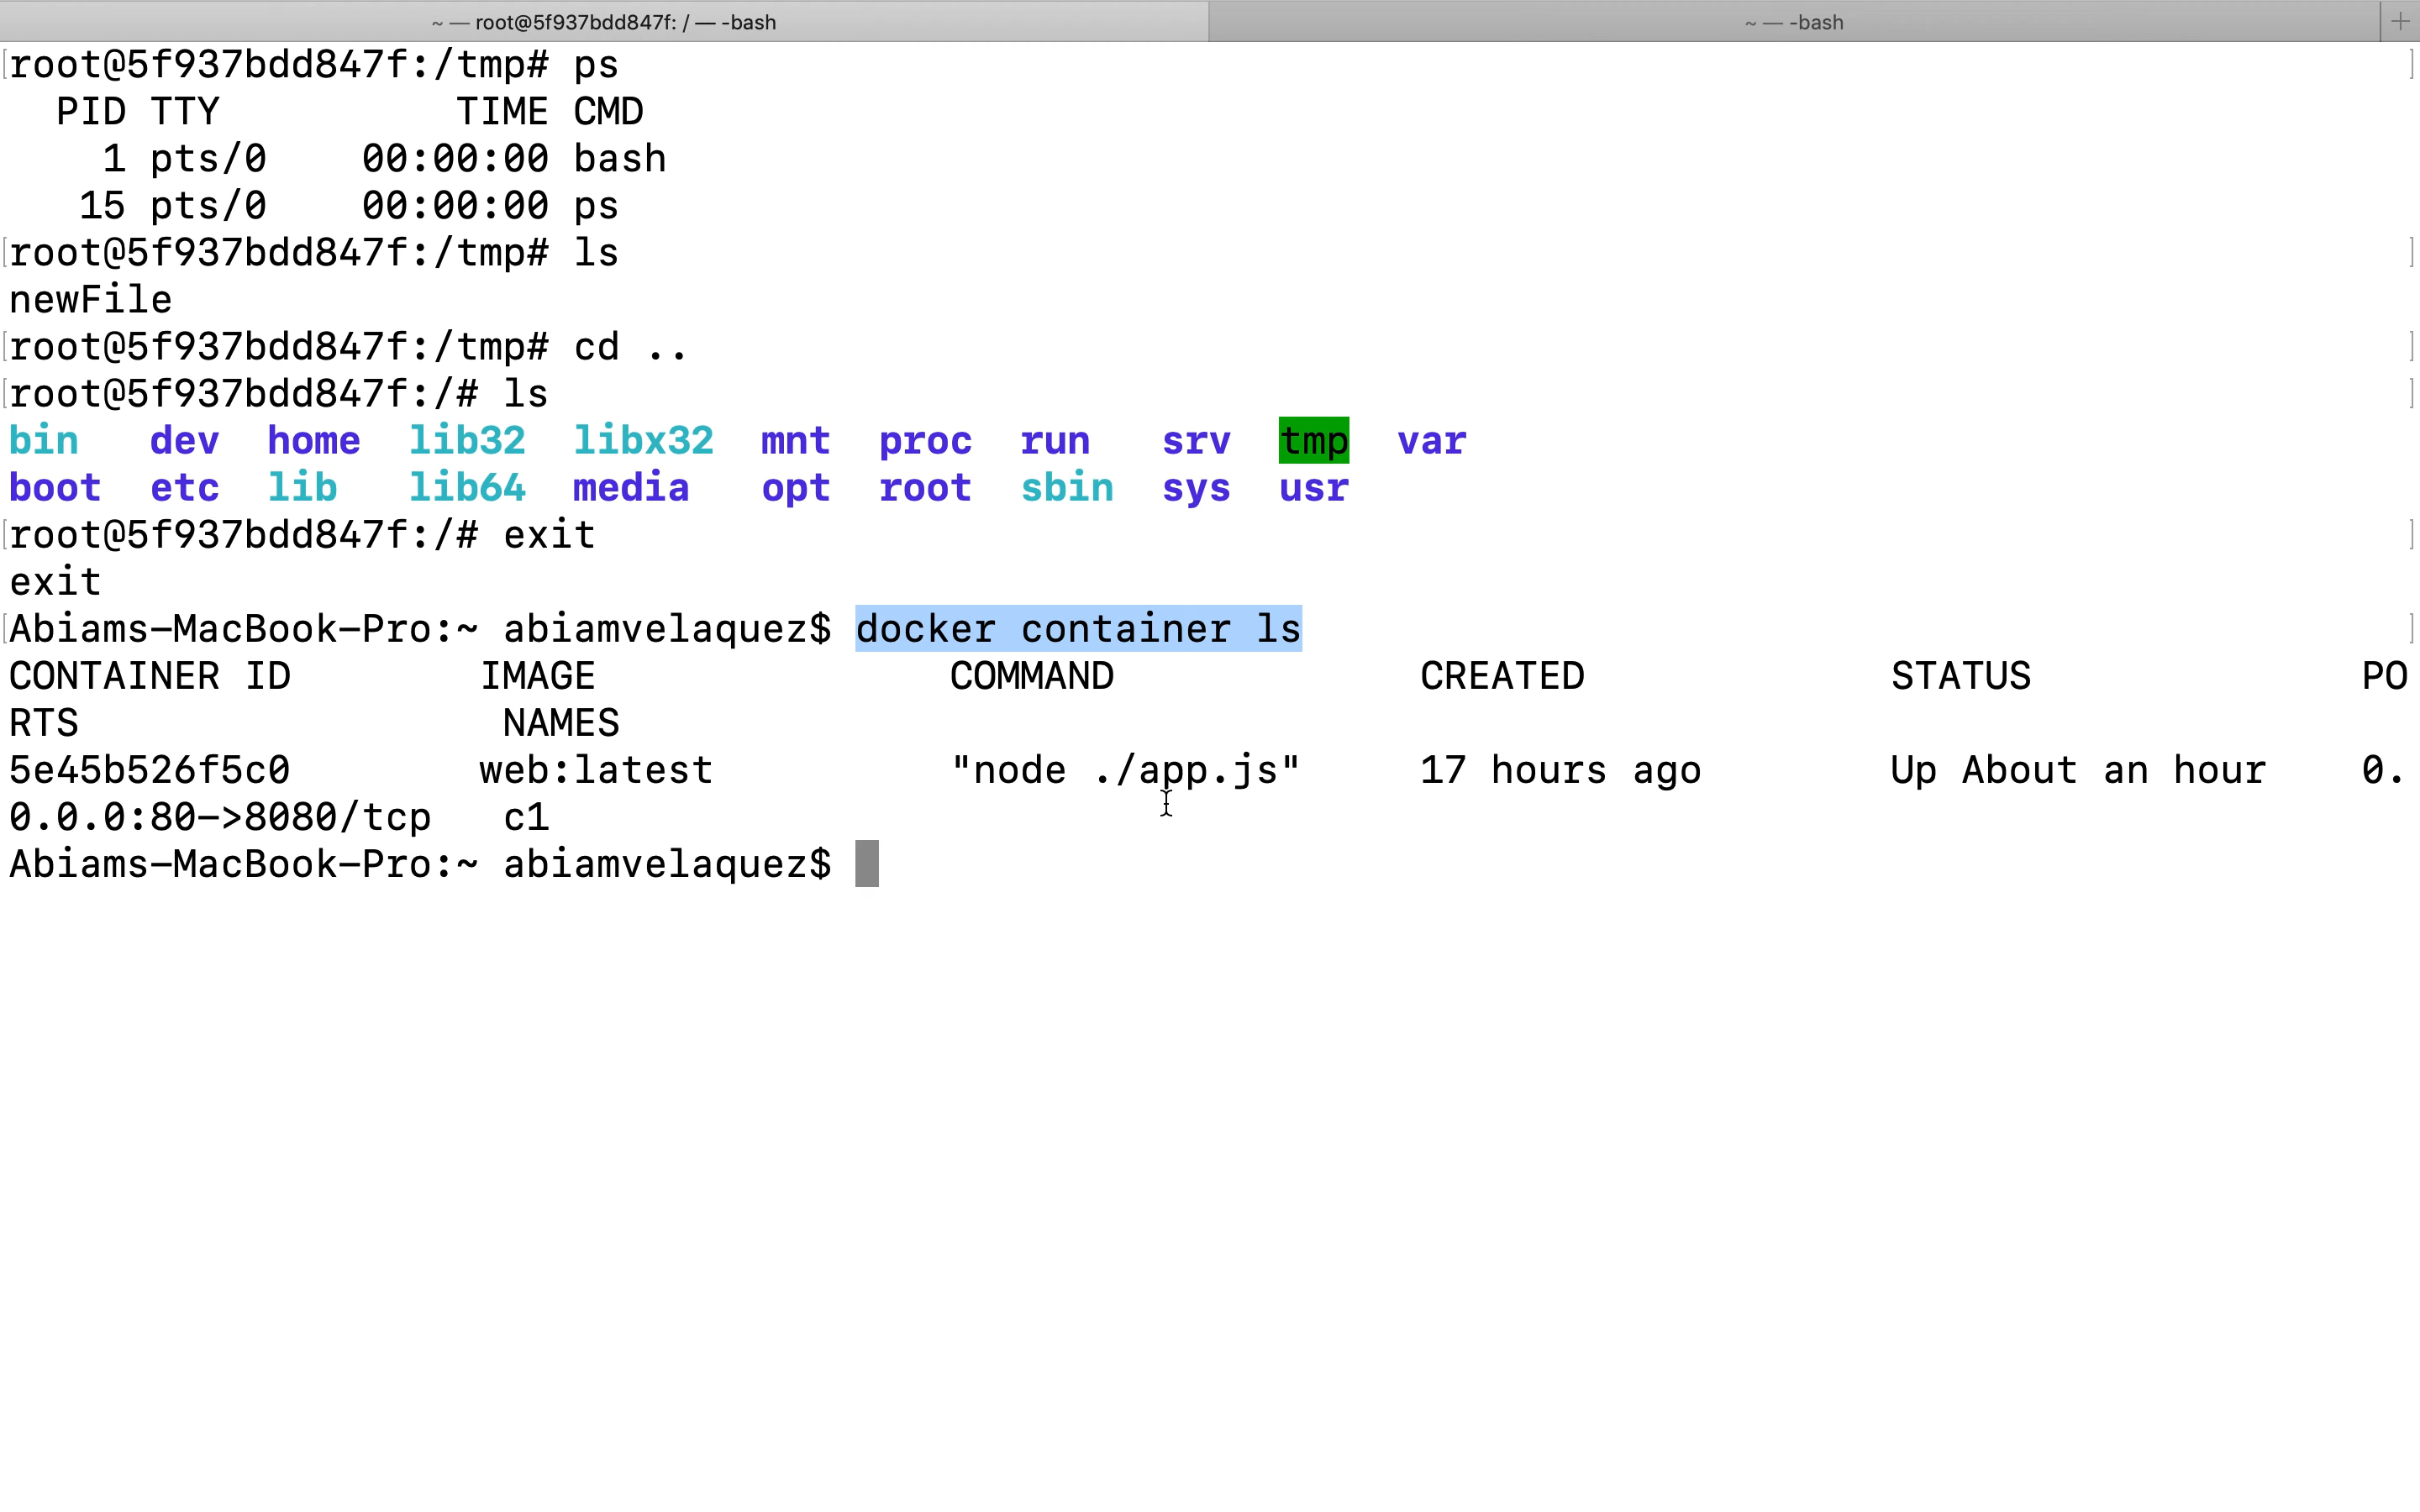 ~ — root@5f937bdd847f: / — -bash
~ — -bash
root@5f937bdd847f:/tmp# ps
PID TTY TIME CMD
1 pts/0 00:00:00 bash
15 pts/0 00:00:00 ps
root@5f937bdd847f:/tmp# ls
newFile
root@5f937bdd847f:/tmp# cd ..
root@5f937bdd847f:/# ls
bin dev home lib32 libx32 mnt proc run srv tmp var
boot etc lib lib64 media opt root sbin sys usr
root@5f937bdd847f:/# exit
exit
Abiams-MacBook-Pro:~ abiamvelaquez$ docker container ls
CONTAINER ID IMAGE COMMAND CREATED STATUS PO
RTS NAMES
5e45b526f5c0 web:latest "node ./app.js" 17 hours ago Up About an hour 0.
0.0.0:80->8080/tcp c1
Abiams-MacBook-Pro:~ abiamvelaquez$